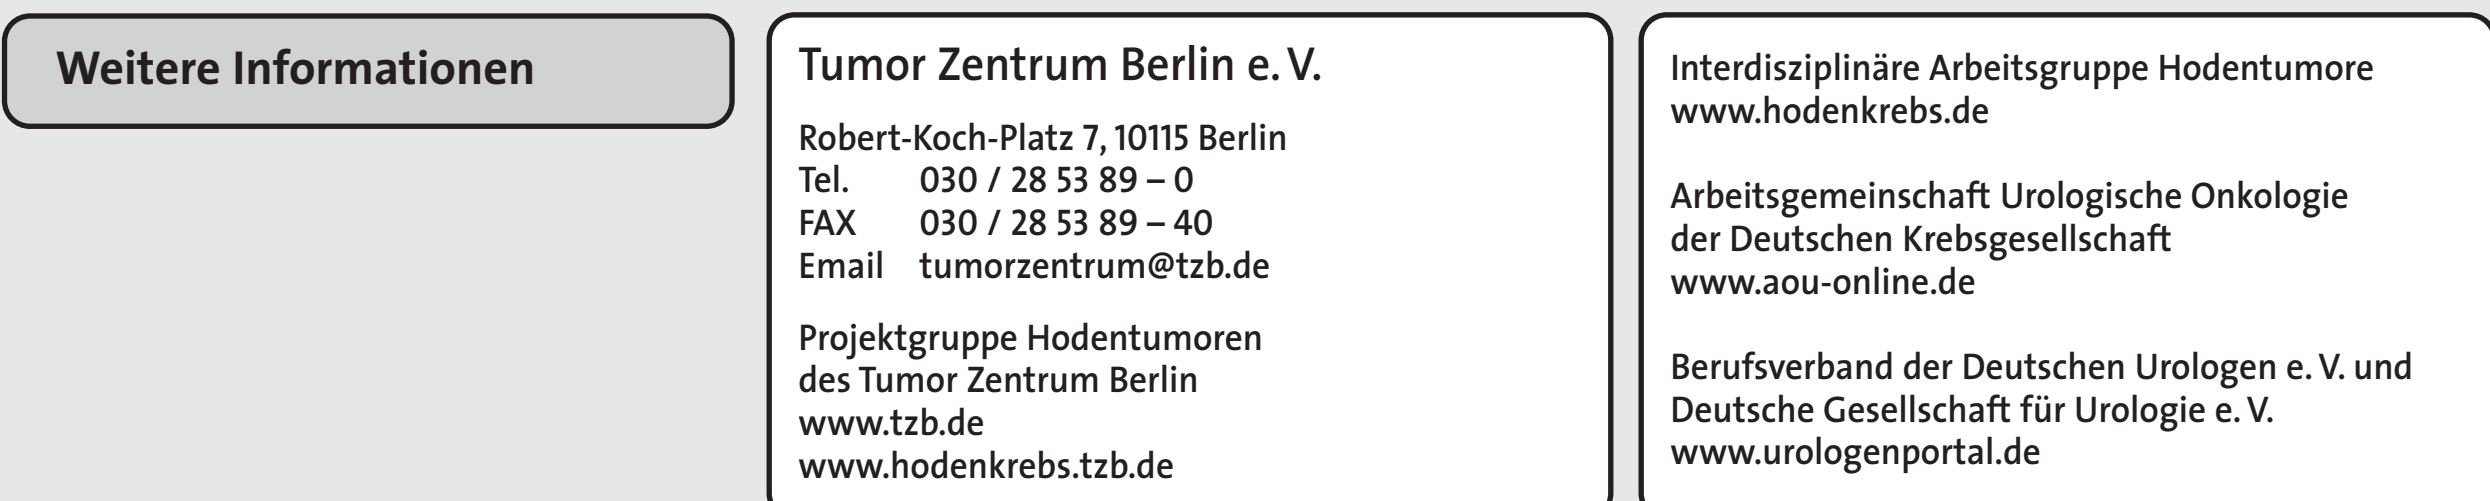 Weitere Informationen
Tumor Zentrum Berlin e. V.
Robert-Koch-Platz 7, 10115 Berlin
Tel. 030 / 28 53 89 – 0
FAX 030 / 28 53 89 – 40
Email tumorzentrum@tzb.de
Projektgruppe Hodentumoren
des Tumor Zentrum Berlin
www.tzb.de
www.hodenkrebs.tzb.de
Interdisziplinäre Arbeitsgruppe Hodentumore
www.hodenkrebs.de
Arbeitsgemeinschaft Urologische Onkologie
der Deutschen Krebsgesellschaft
www.aou-online.de
Berufsverband der Deutschen Urologen e. V. und
Deutsche Gesellschaft für Urologie e. V.
www.urologenportal.de